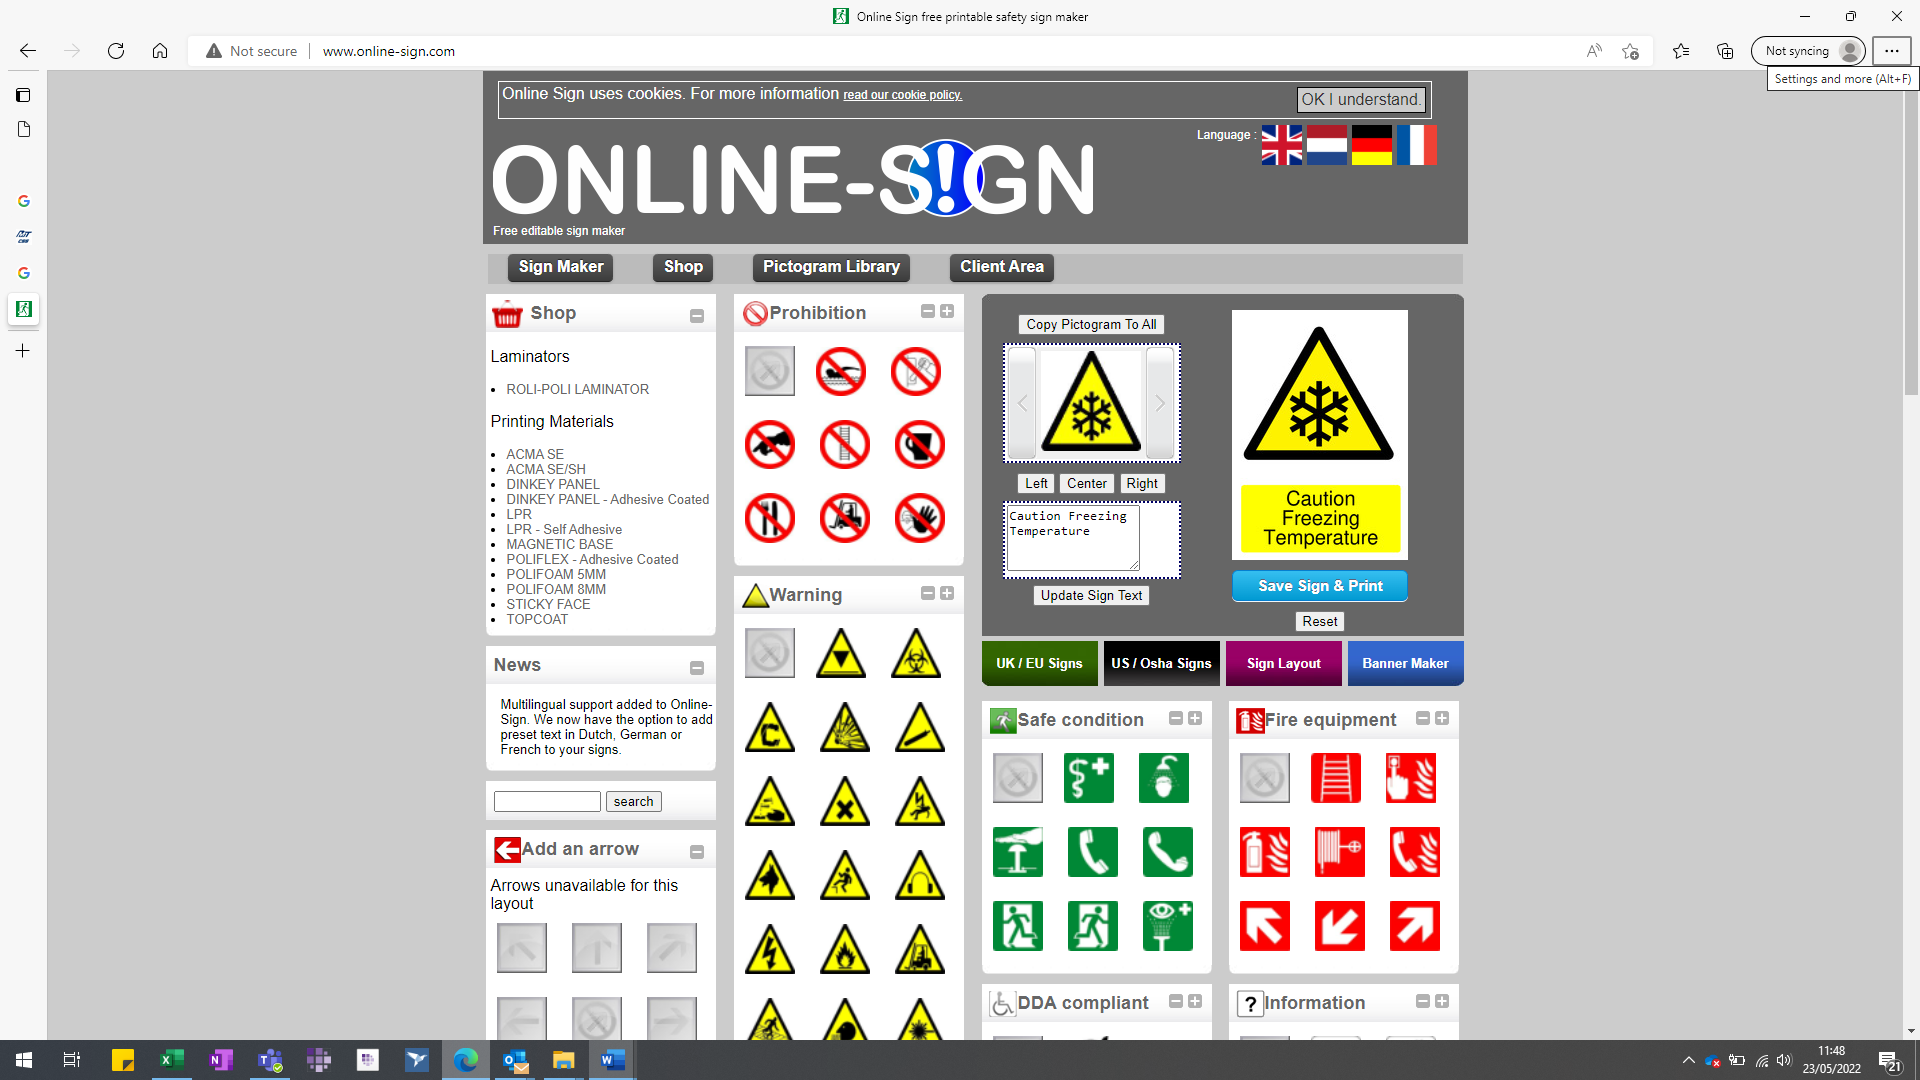 Online Sign free printable safety sign maker
Not secure
www.online-sign.com
Not syncing
Settings and more (Alt+F)
Online Sign uses cookies. For more information read our cookie policy.
OK I understand.
Language :
ONLINE-S!GN
Free editable sign maker
Sign Maker
Shop
Pictogram Library
Client Area
Shop
Laminators
ROLI-POLI LAMINATOR
Printing Materials
ACMA SE
ACMA SE/SH
DINKEY PANEL
DINKEY PANEL - Adhesive Coated
LPR
LPR - Self Adhesive
MAGNETIC BASE
POLIFLEX - Adhesive Coated
POLIFOAM 5MM
POLIFOAM 8MM
STICKY FACE
TOPCOAT
News
Multilingual support added to Online-
Sign. We now have the option to add
preset text in Dutch, German or
French to your signs.
search
Add an arrow
Arrows unavailable for this
layout
Prohibition
Warning
Copy Pictogram To All
Left
Center
Right
Caution Freezing
Temperature
Update Sign Text
Caution
Freezing
Temperature
Save Sign & Print
Reset
UK / EU Signs
US / Osha Signs
Sign Layout
Banner Maker
Safe condition
Fire equipment
DDA compliant
Information
11:48
23/05/2022
21